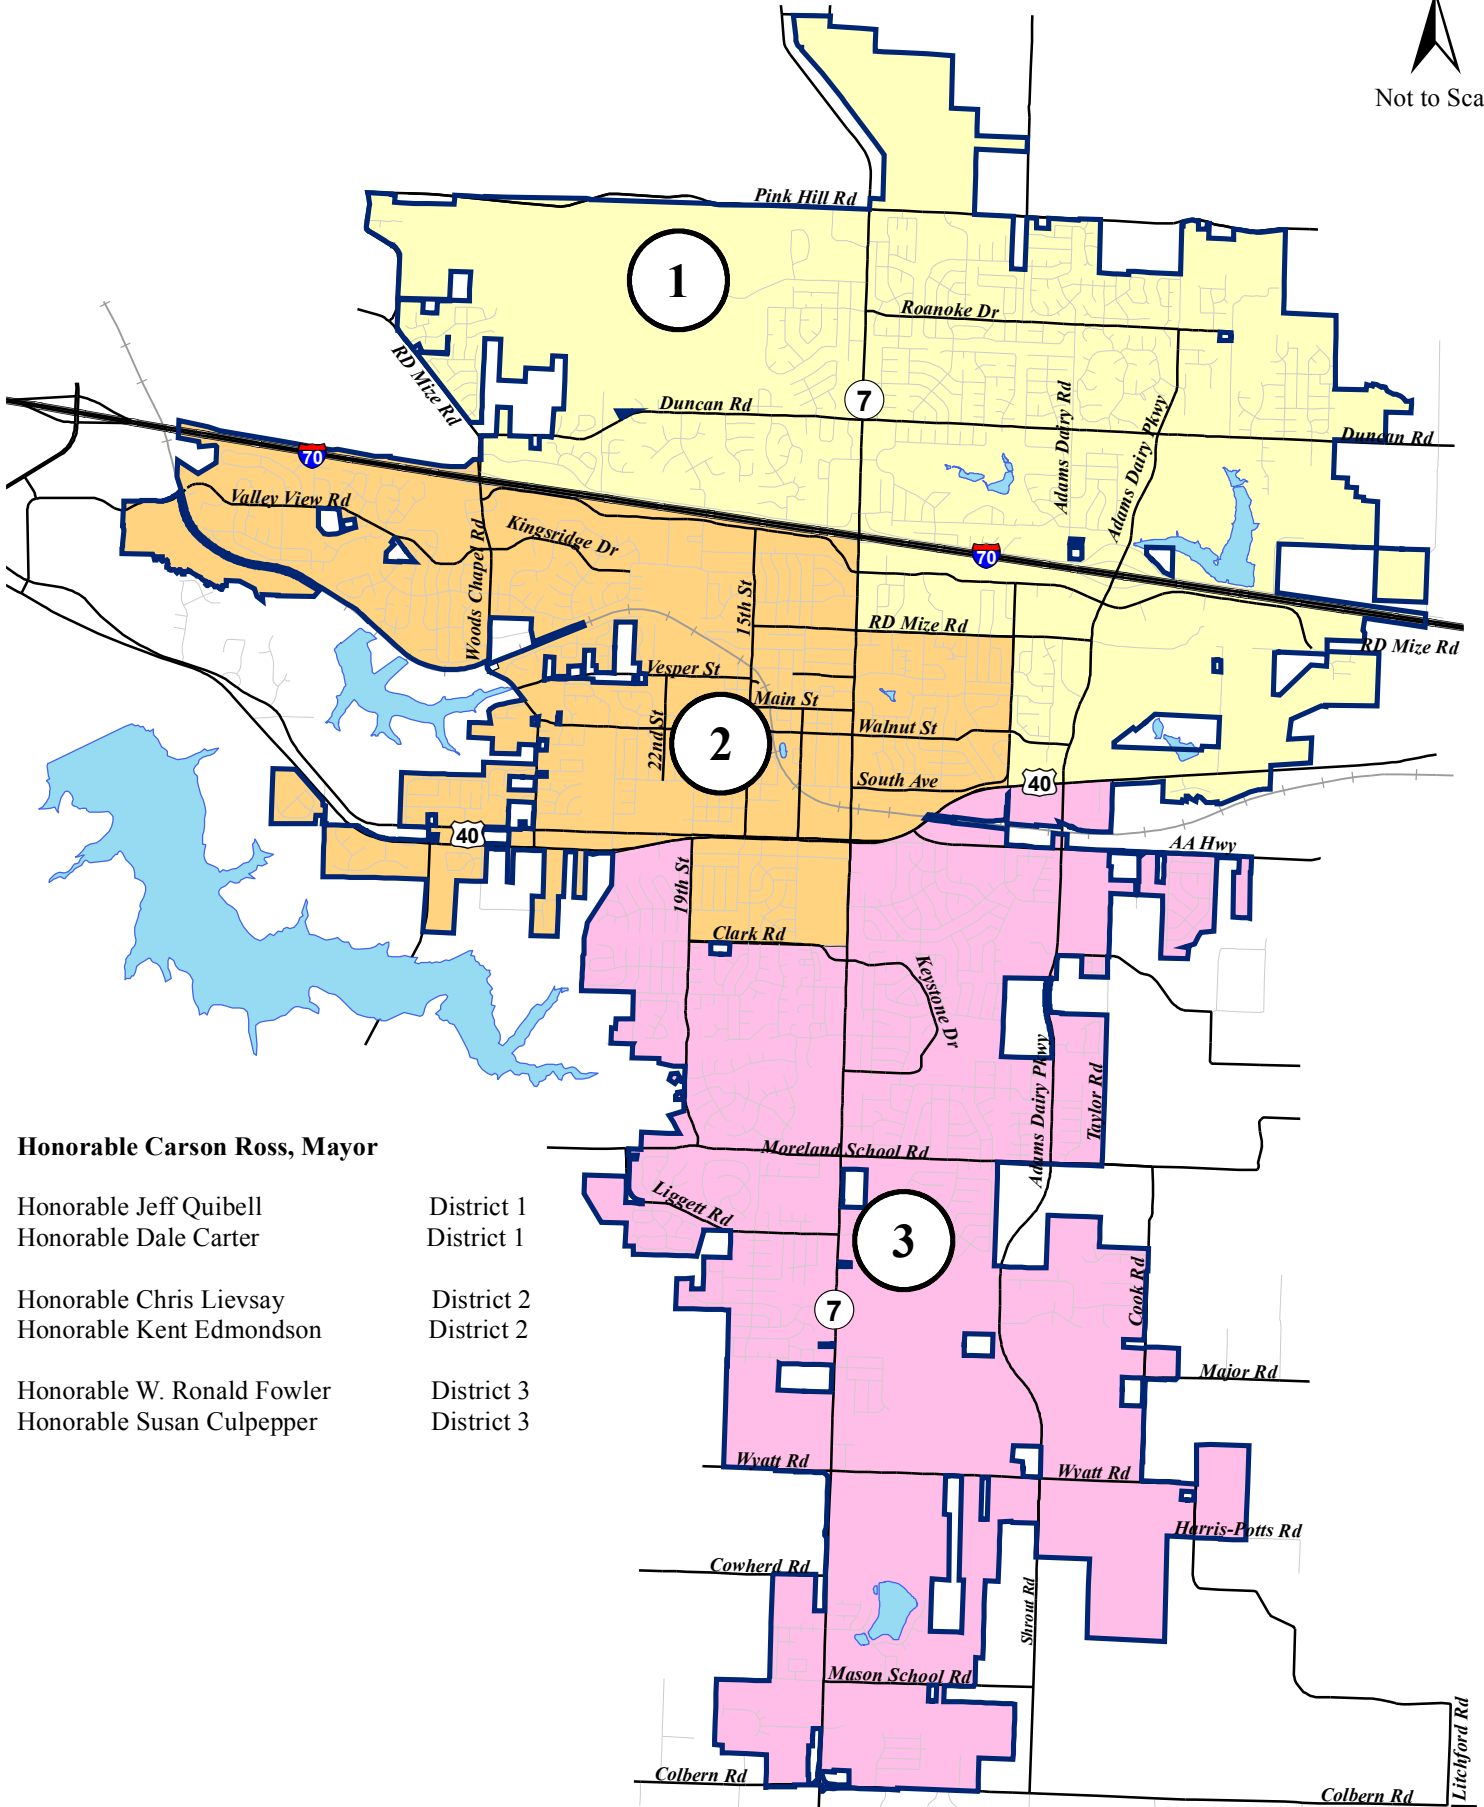 Not to Sca
Pink Hill Rd
1
Roanoke Dr
RD Mize Rd
Duncan Rd
7
Adams Dairy Rd
Adams Dairy Pkwy
Duncan Rd
70
Valley View Rd
Kingsridge Dr
Woods Chapel Rd
70
15th St
RD Mize Rd
RD Mize Rd
Vesper St
Main St
22nd St
2
Walnut St
South Ave
40
40
AA Hwy
19th St
Clark Rd
Keystone Dr
Adams Dairy Pkwy
Taylor Rd
Moreland School Rd
Liggett Rd
3
7
Cook Rd
Major Rd
Honorable Carson Ross, Mayor
Honorable Jeff Quibell District 1
Honorable Dale Carter District 1
Honorable Chris Lievsay District 2
Honorable Kent Edmondson District 2
Honorable W. Ronald Fowler District 3
Honorable Susan Culpepper District 3
Wyatt Rd
Wyatt Rd
Harris-Potts Rd
Cowherd Rd
Shrout Rd
Mason School Rd
Litchford Rd
Colbern Rd
Colbern Rd